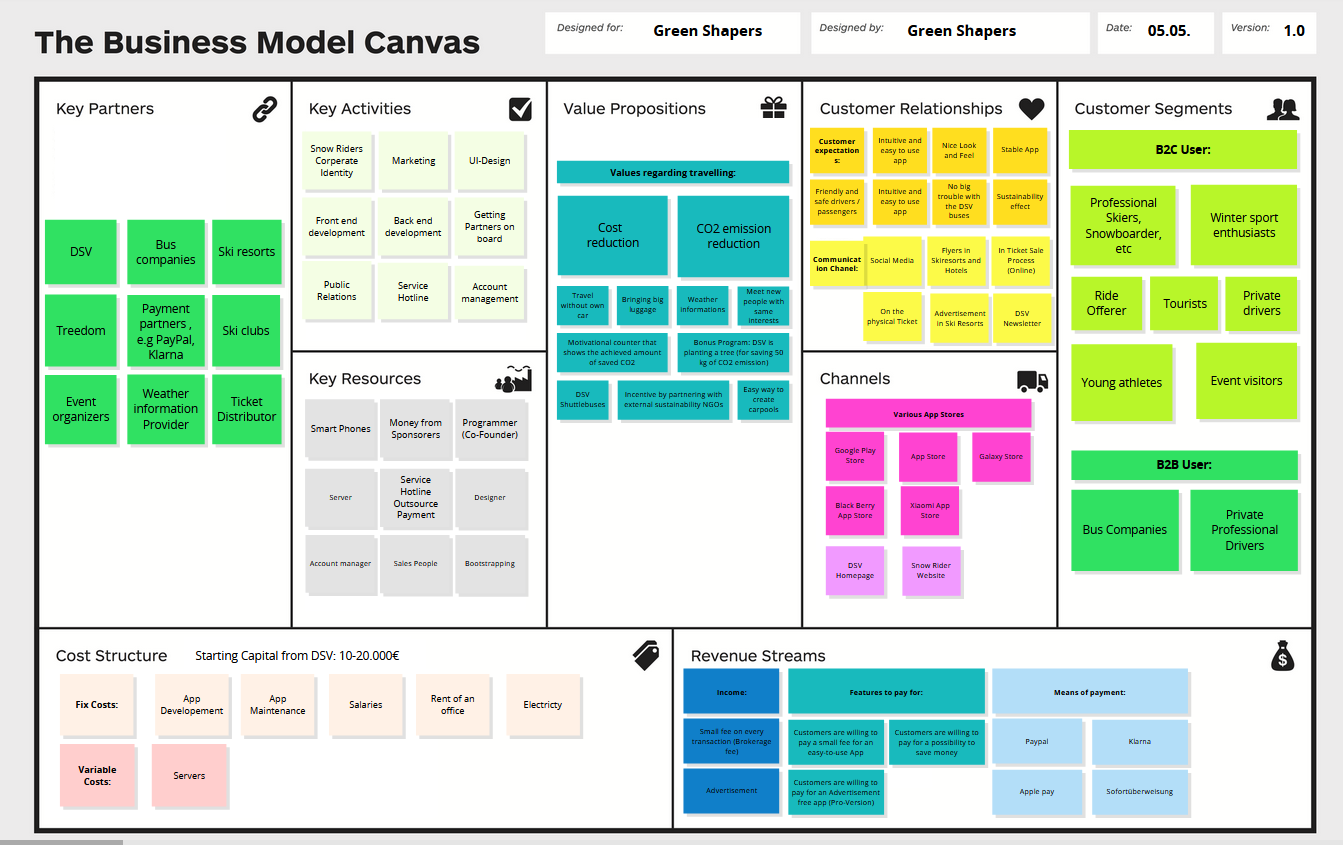 The Business Model Canvas
Designed for:
Green Shapers
Designed by:
Green Shapers
Date:
05.05.
Version:
1.0
Key Partners
DSV
Bus
companies
Ski resorts
Treedom
Payment
partners ,
e.g PayPal,
Klarna
Ski clubs
Event
organizers
Weather
information
Provider
Ticket
Distributor
Key Activities
Snow Riders
Corperate
Identity
Marketing
UI-Design
Front end
development
Back end
development
Getting
Partners on
board
Public
Relations
Service
Hotline
Account
management
Key Resources
Smart Phones
Money from
Sponsorers
Programmer
(Co-Founder)
Server
Service
Hotline
Outsource
Payment
Designer
Account manager
Sales People
Bootstrapping
Value Propositions
Values regarding travelling:
Cost
reduction
CO2 emission
reduction
Travel
without own
car
Bringing big
luggage
Weather
informations
Meet new
people with
same
interests
Motivational counter that
shows the achieved amount
of saved CO2
Bonus Program: DSV is
planting a tree (for saving 50
kg of CO2 emission)
DSV
Shuttlebuses
Incentive by partnering with
external sustainability NGOs
Easy way to
create
carpools
Customer Relationships
Customer
expectation
s:
Intuitive and
easy to use
app
Nice Look
and Feel
Stable App
Friendly and
safe drivers /
passengers
Intuitive and
easy to use
app
No big
trouble with
the DSV
buses
Sustainability
effect
Communicat
ion Chanel:
Social Media
Flyers in
Skiresorts and
Hotels
In Ticket Sale
Process
(Online)
On the
physical Ticket
Advertisement
in Ski Resorts
DSV
Newsletter
Channels
Various App Stores
Google Play
Store
App Store
Galaxy Store
Black Berry
App Store
Xiaomi App
Store
DSV
Homepage
Snow Rider
Website
Customer Segments
B2C User:
Professional
Skiers,
Snowboarder,
etc
Winter sport
enthusiasts
Ride
Offerer
Tourists
Private
drivers
Young athletes
Event visitors
B2B User:
Bus Companies
Private
Professional
Drivers
Cost Structure
Starting Capital from DSV: 10-20.000€
Fix Costs:
App
Developement
App
Maintenance
Salaries
Rent of an
office
Electricty
Variable
Costs:
Servers
Revenue Streams
$
Income:
Features to pay for:
Means of payment:
Small fee on every
transaction (Brokerage
fee)
Customers are willing to
pay a small fee for an
easy-to-use App
Customers are willing to
pay for a possibility to
save money
Paypal
Klarna
Advertisement
Customers are willing to
pay for an Advertisement
free app (Pro-Version)
Apple pay
Sofortüberweisung